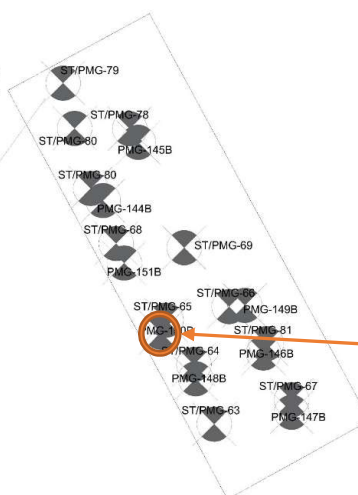 ST/PMG-79
ST/PMG-78
ST/PMG-80
PMG-145B
ST/PMG-80
PMG-144B
ST/PMG-68
ST/PMG-69
PMG-151B
ST/PMG-66
ST/PMG-65
PMG-149B
ST/PMG-81
ST/PMG-64
PMG-146B
PMG-148B
ST/PMG-67
ST/PMG-63
PMG-147B